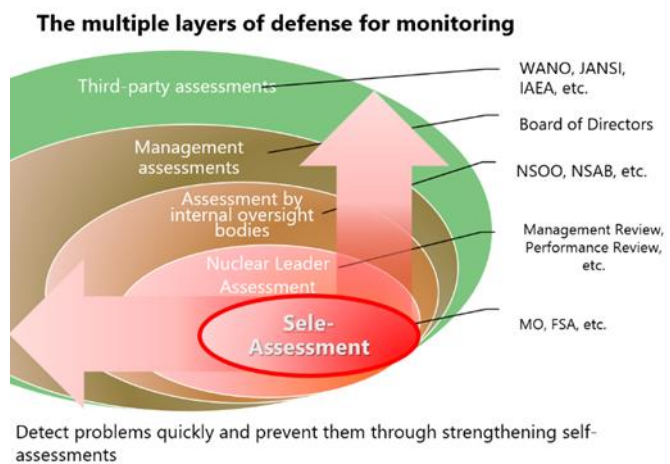 The multiple layers of defense for monitoring
Third-party assessments
WANO, JANSI,
IAEA, etc.
Board of Directors
Management
assessments
NSOO, NSAB, etc.
Assessment by
internal oversight
bodies
Management Review,
Performance Review,
etc.
Nuclear Leader
Assessment
Sele-
Assessment
MO, FSA, etc.
Detect problems quickly and prevent them through strengthening self-
assessments